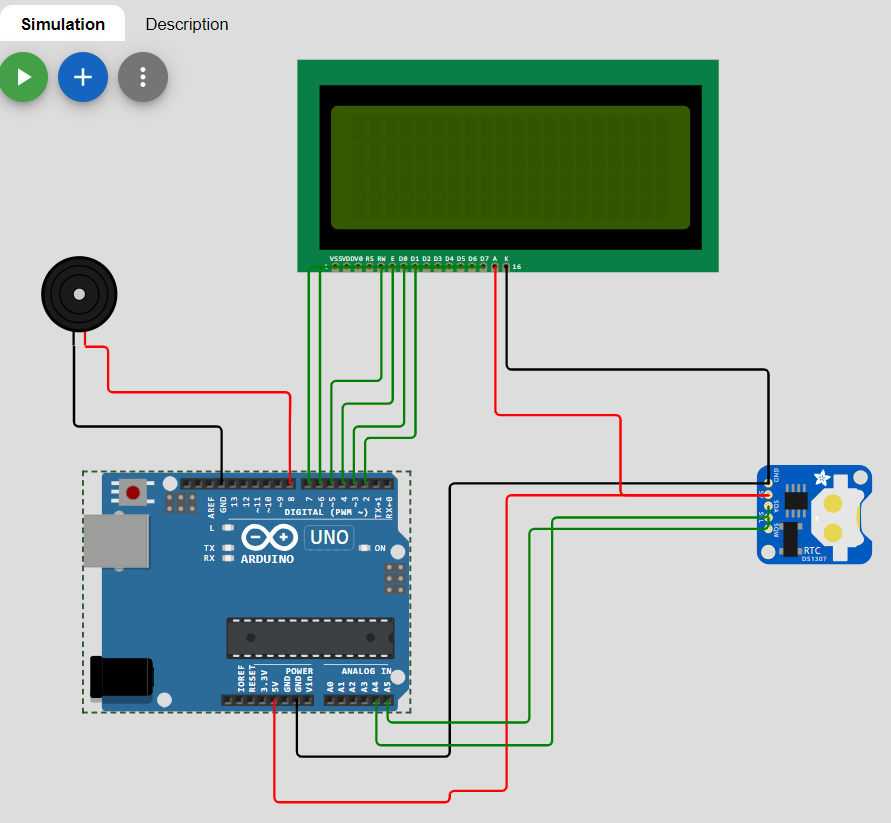 Simulation
Description
VSS VDD V0 RS RW E D0 D1 D2 D3 D4 D5 D6 D7 A K
16
AREF
GND
13
12
~11
~10
~9
8
7
~6
~5
4
~3
2
TX→1
RX←0
DIGITAL (PWM ~)
L
TX
RX
UNO
ON
ARDUINO
POWER
ANALOG IN
IOREF
RESET
3.3V
5V
GND
GND
Vin
A0
A1
A2
A3
A4
A5
GND
SDA
SQW
RTC
DS1307